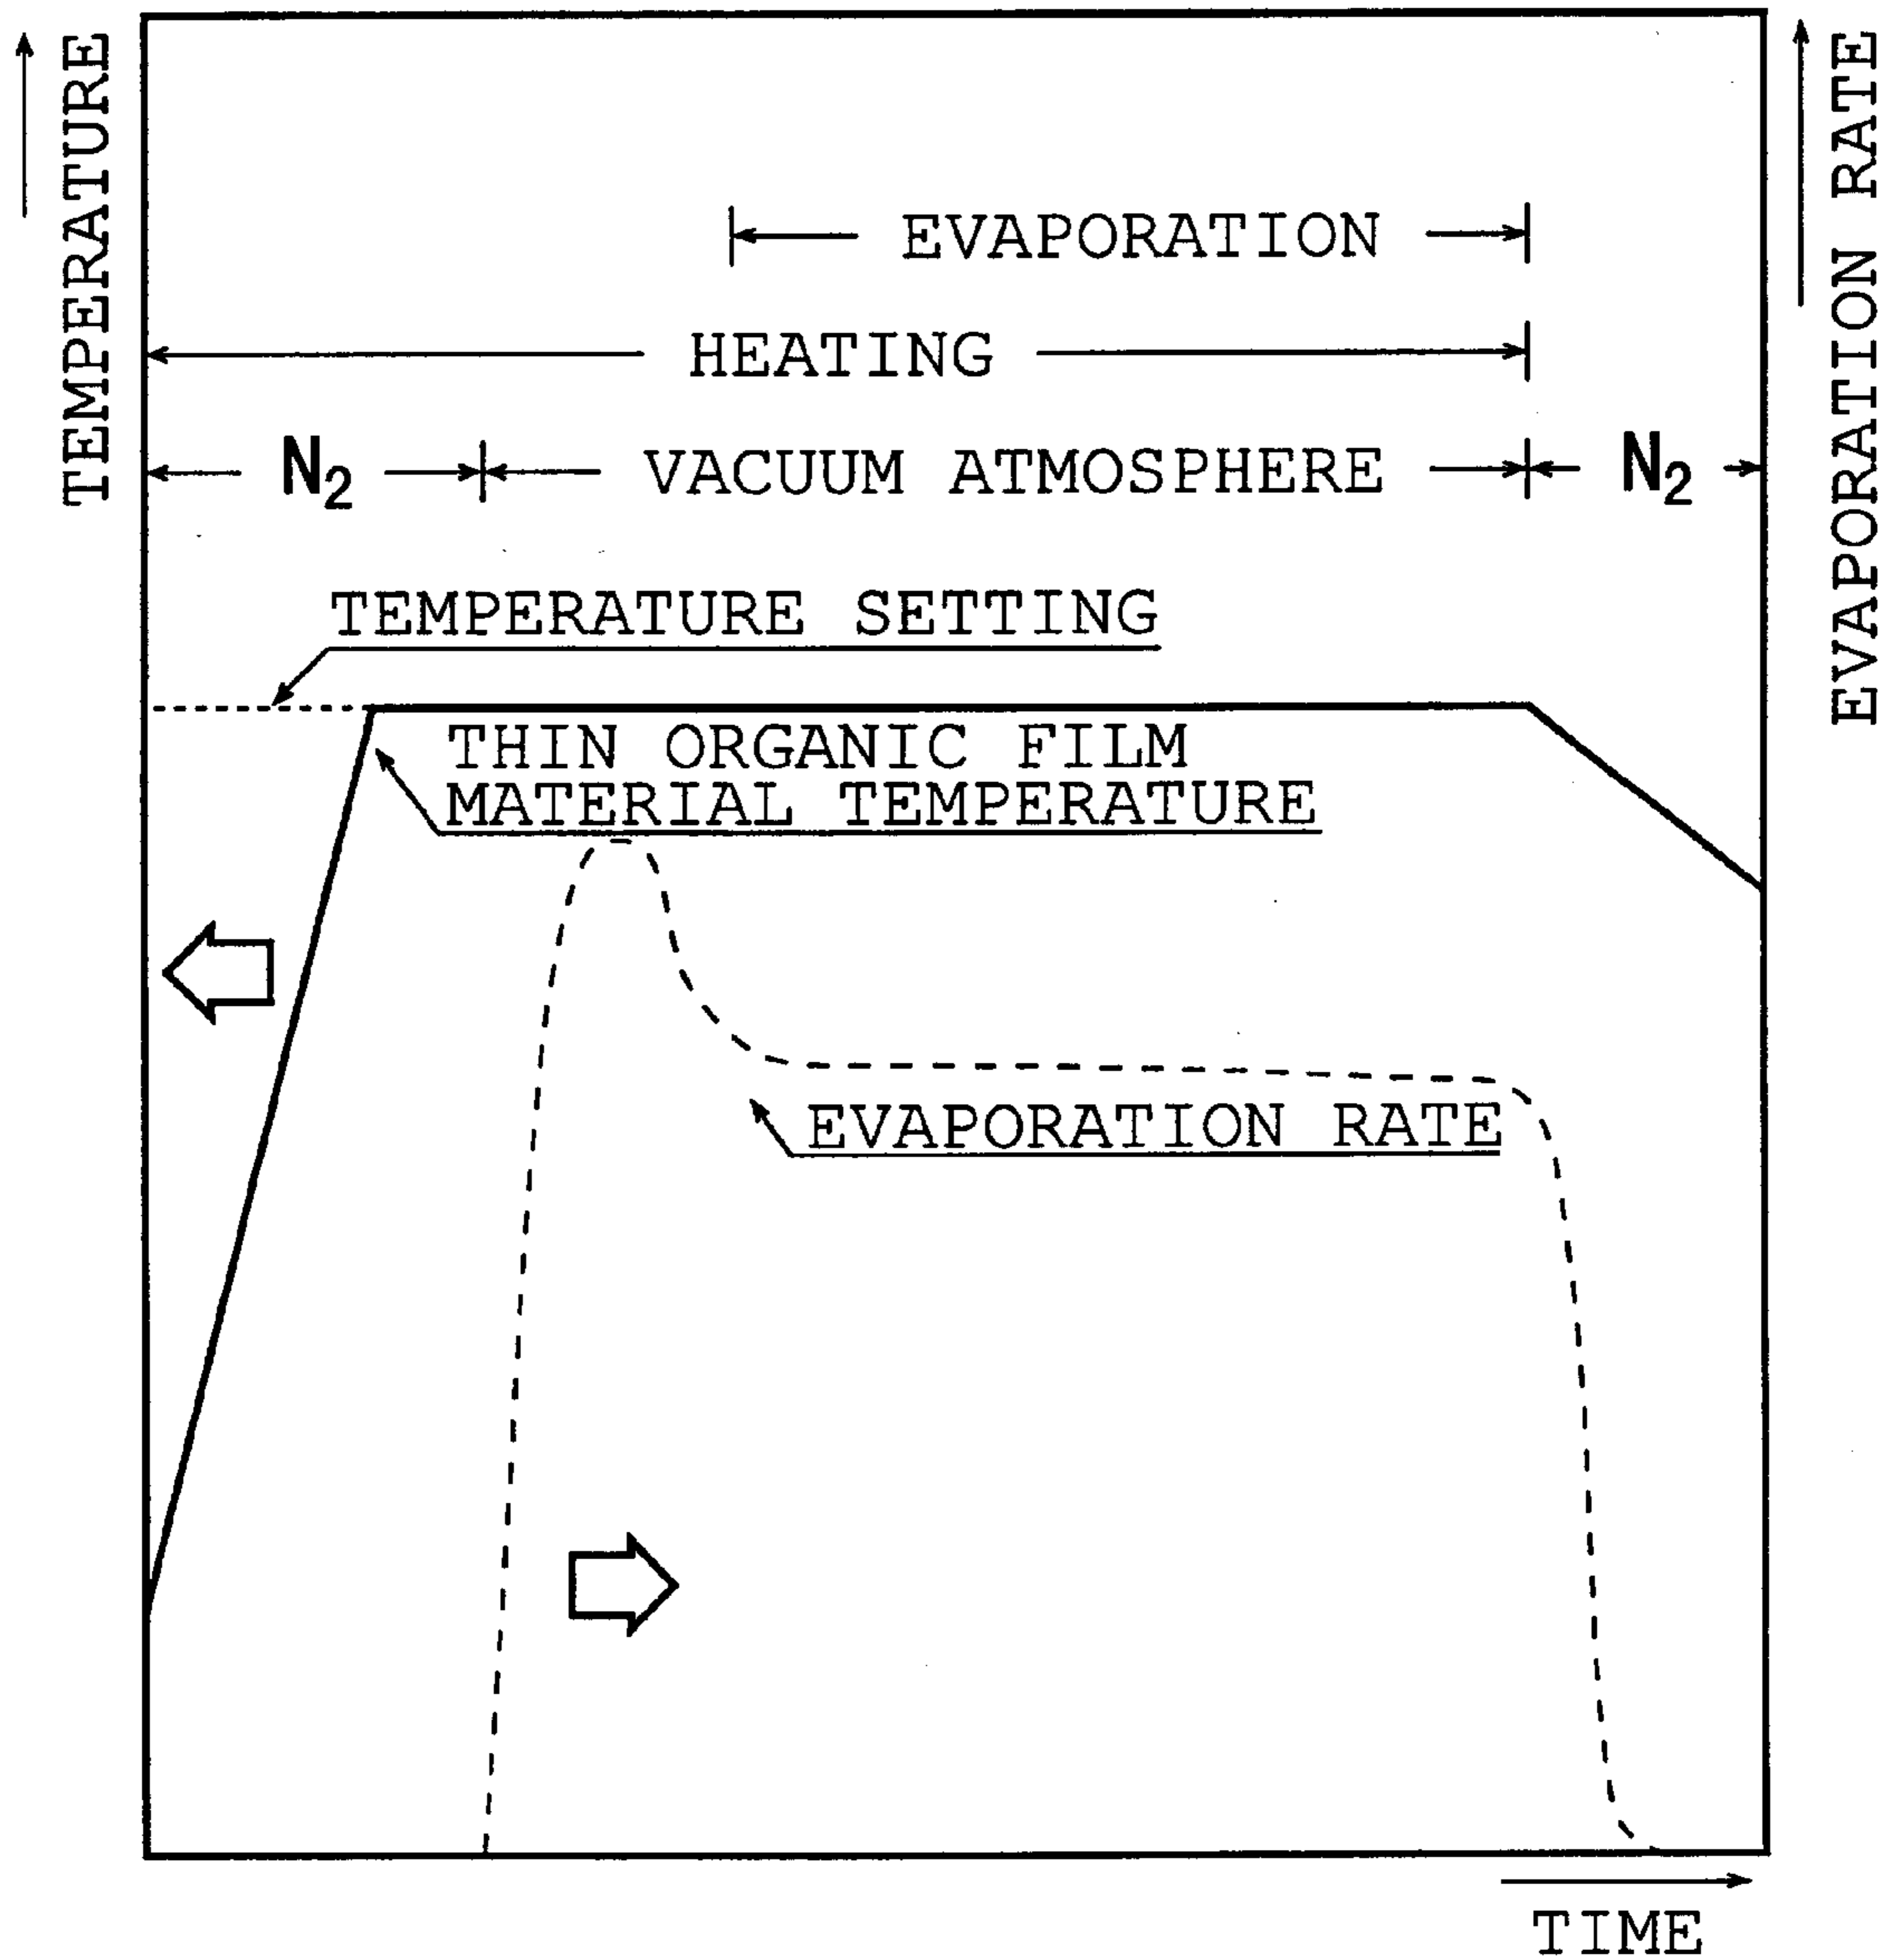 TEMPERATURE
EVAPORATION RATE
EVAPORATION
HEATING
N2 VACUUM ATMOSPHERE N2
TEMPERATURE SETTING
THIN ORGANIC FILM
MATERIAL TEMPERATURE
EVAPORATION RATE
TIME